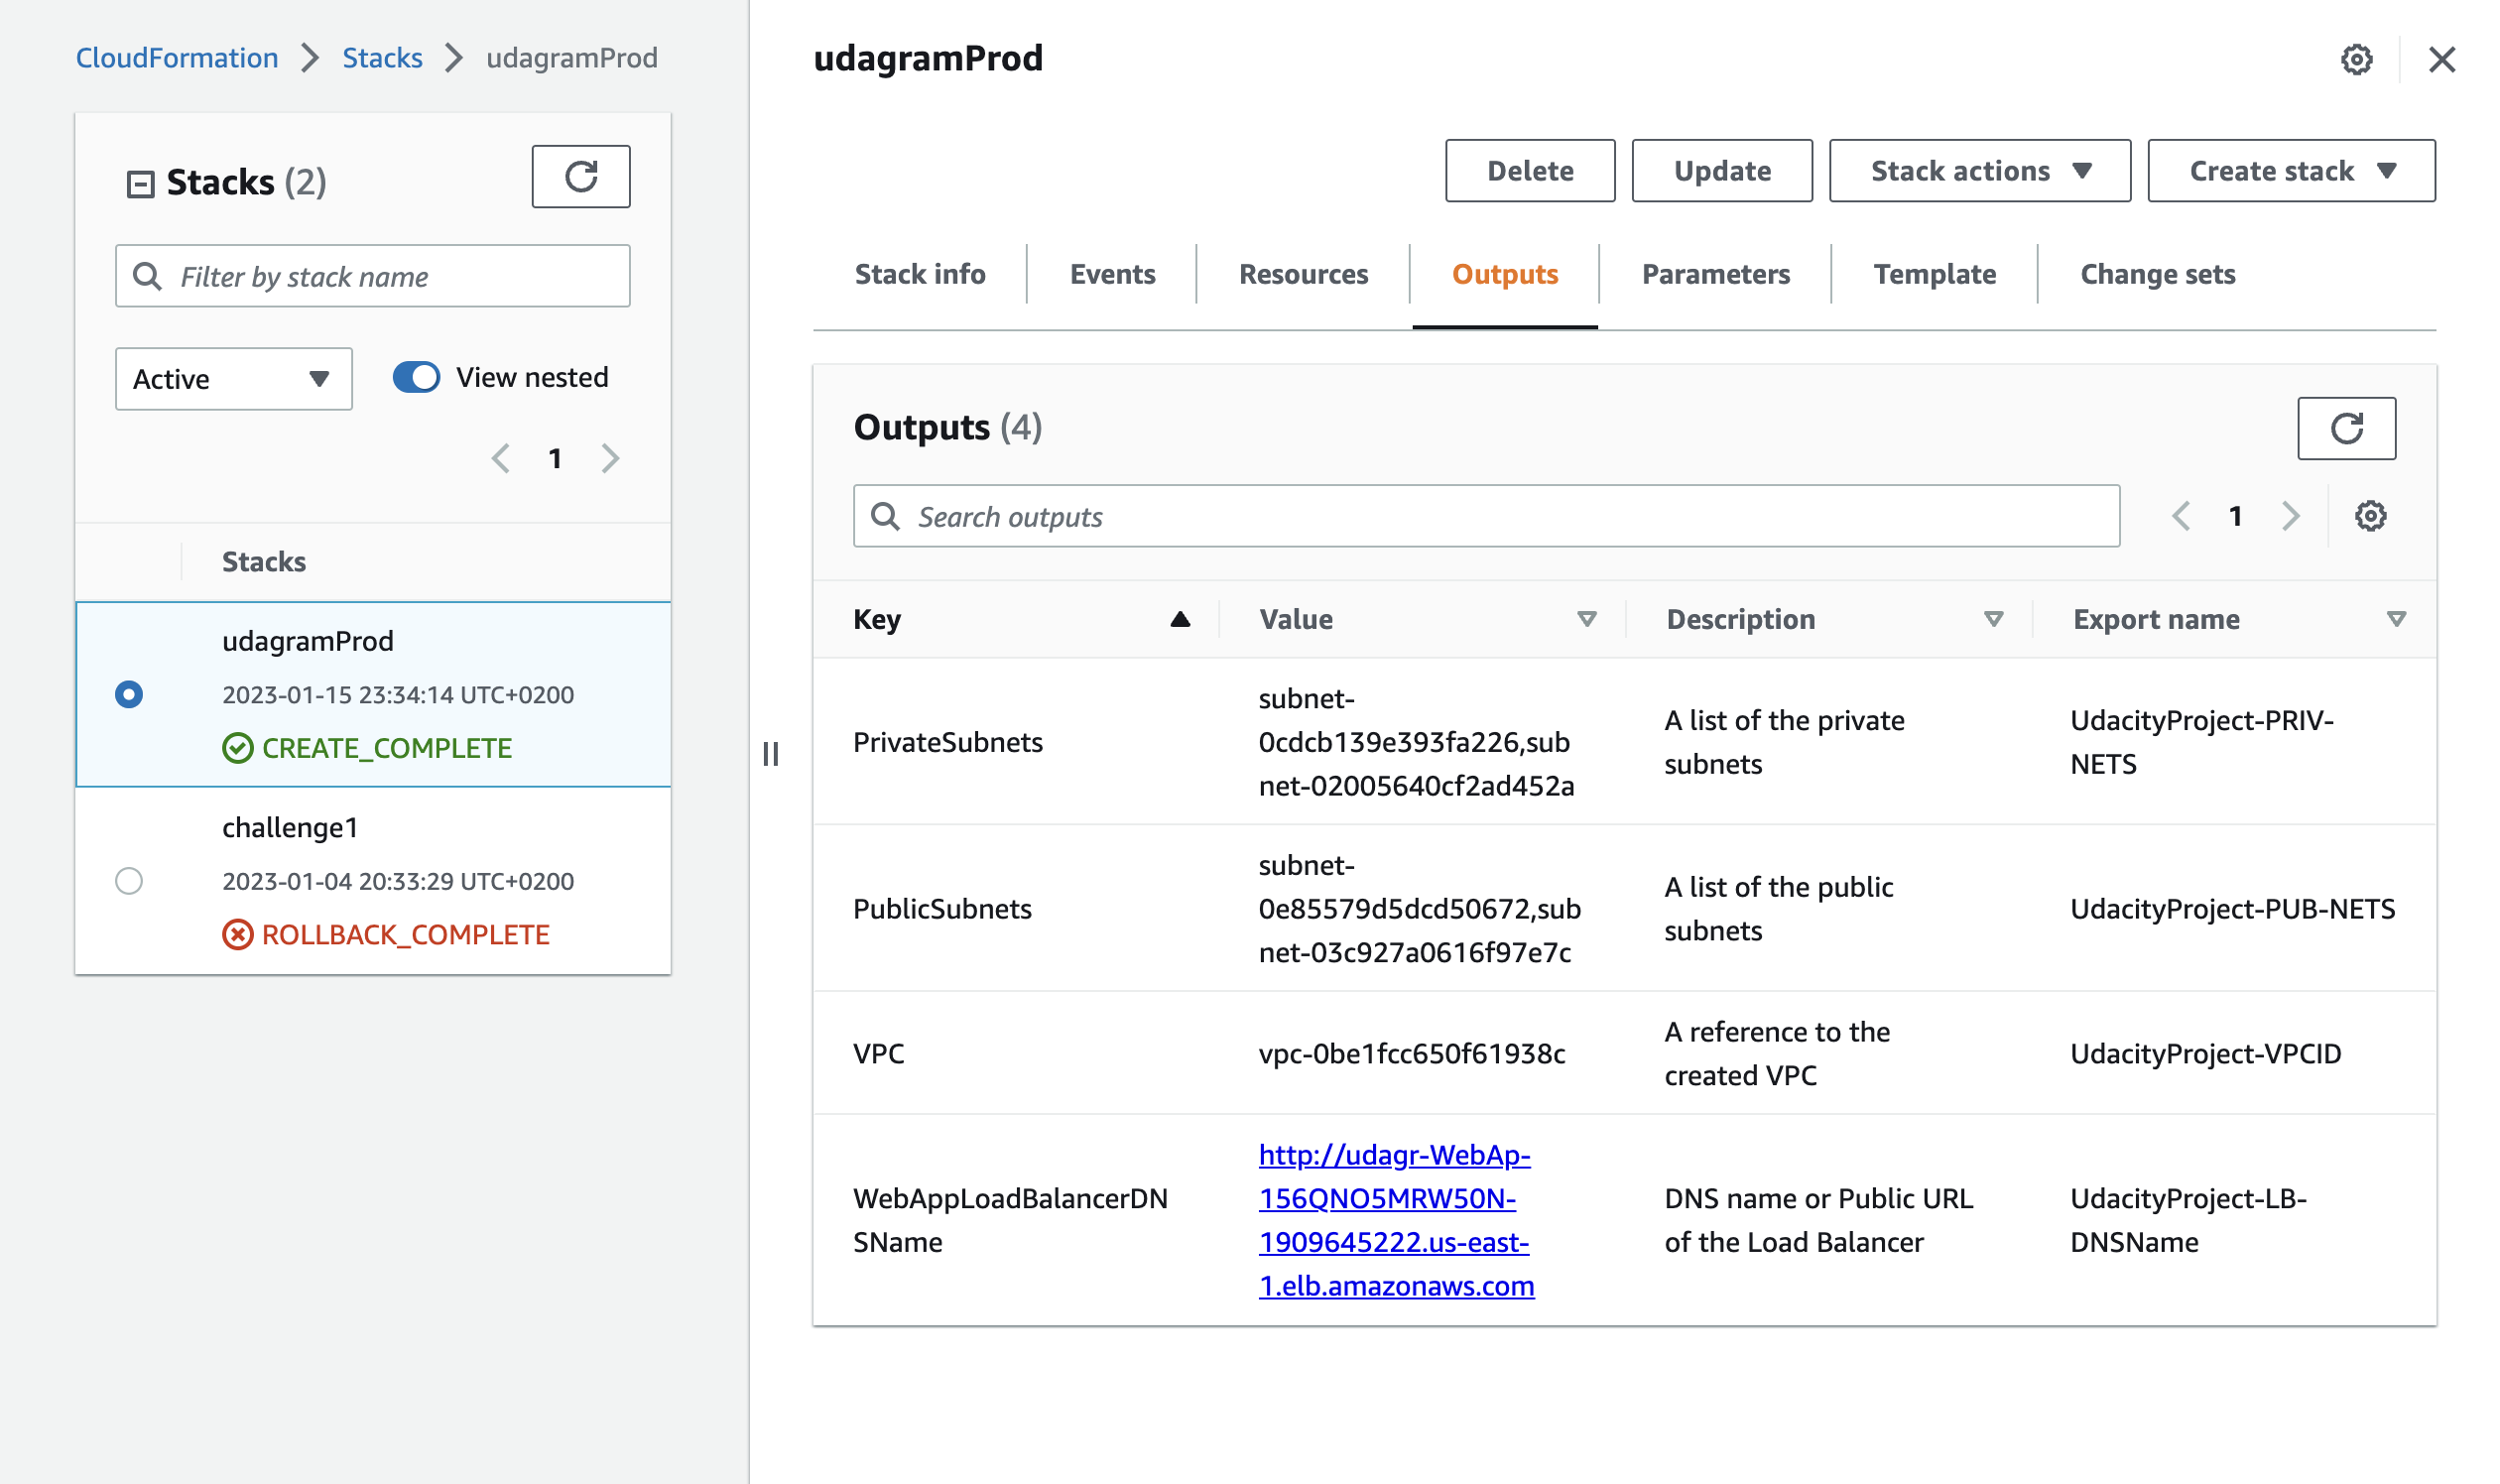 CloudFormation > Stacks > udagramProd
Stacks (2)
Filter by stack name
Active
View nested
1
Stacks
udagramProd
2023-01-15 23:34:14 UTC+0200
CREATE_COMPLETE
challenge1
2023-01-04 20:33:29 UTC+0200
ROLLBACK_COMPLETE
udagramProd
Delete Update Stack actions Create stack
Stack info Events Resources Outputs Parameters Template Change sets
Outputs (4)
Search outputs
1
Key Value Description Export name
PrivateSubnets
subnet-
0cdcb139e393fa226,sub
net-02005640cf2ad452a
A list of the private
subnets
UdacityProject-PRIV-
NETS
PublicSubnets
subnet-
0e85579d5dcd50672,sub
net-03c927a0616f97e7c
A list of the public
subnets
UdacityProject-PUB-NETS
VPC
vpc-0be1fcc650f61938c
A reference to the
created VPC
UdacityProject-VPCID
WebAppLoadBalancerDN
SName
http://udagr-WebAp-
156QNO5MRW50N-
1909645222.us-east-
1.elb.amazonaws.com
DNS name or Public URL
of the Load Balancer
UdacityProject-LB-
DNSName